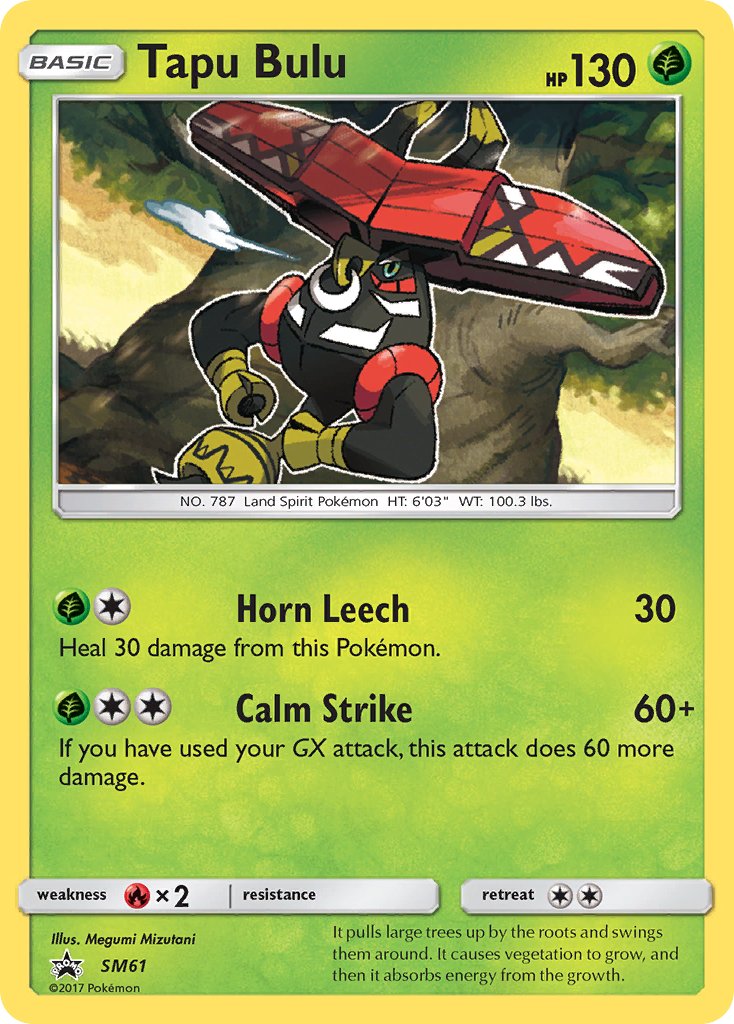 BASIC Tapu Bulu HP 130
NO. 787 Land Spirit Pokémon HT: 6'03" WT: 100.3 lbs.
Horn Leech 30
Heal 30 damage from this Pokémon.
Calm Strike 60+
If you have used your GX attack, this attack does 60 more
damage.
weakness ×2 resistance retreat
Illus. Megumi Mizutani
PROMO SM61
©2017 Pokémon
It pulls large trees up by the roots and swings
them around. It causes vegetation to grow, and
then it absorbs energy from the growth.